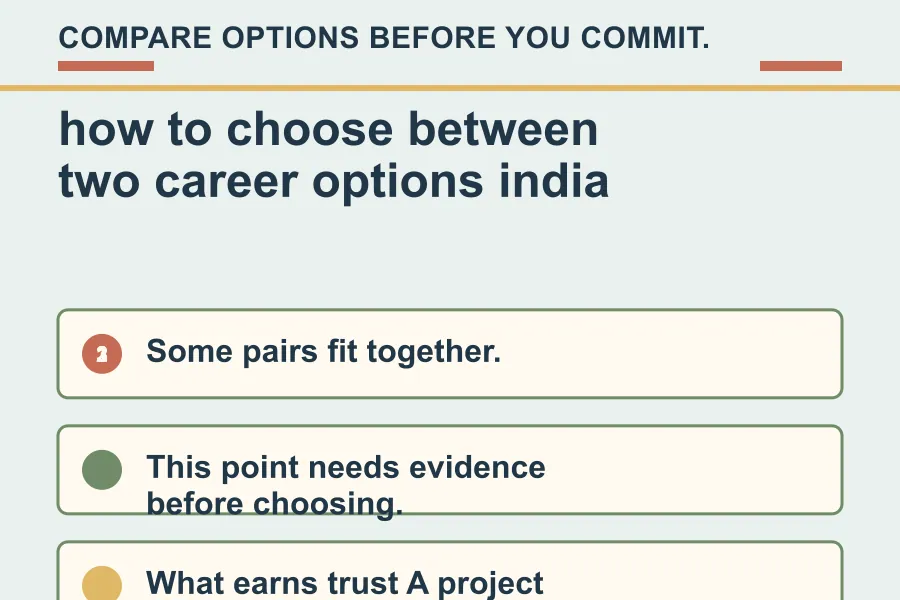 COMPARE OPTIONS BEFORE YOU COMMIT.
how to choose between
two career options india
Some pairs fit together.
This point needs evidence
before choosing.
What earns trust A project